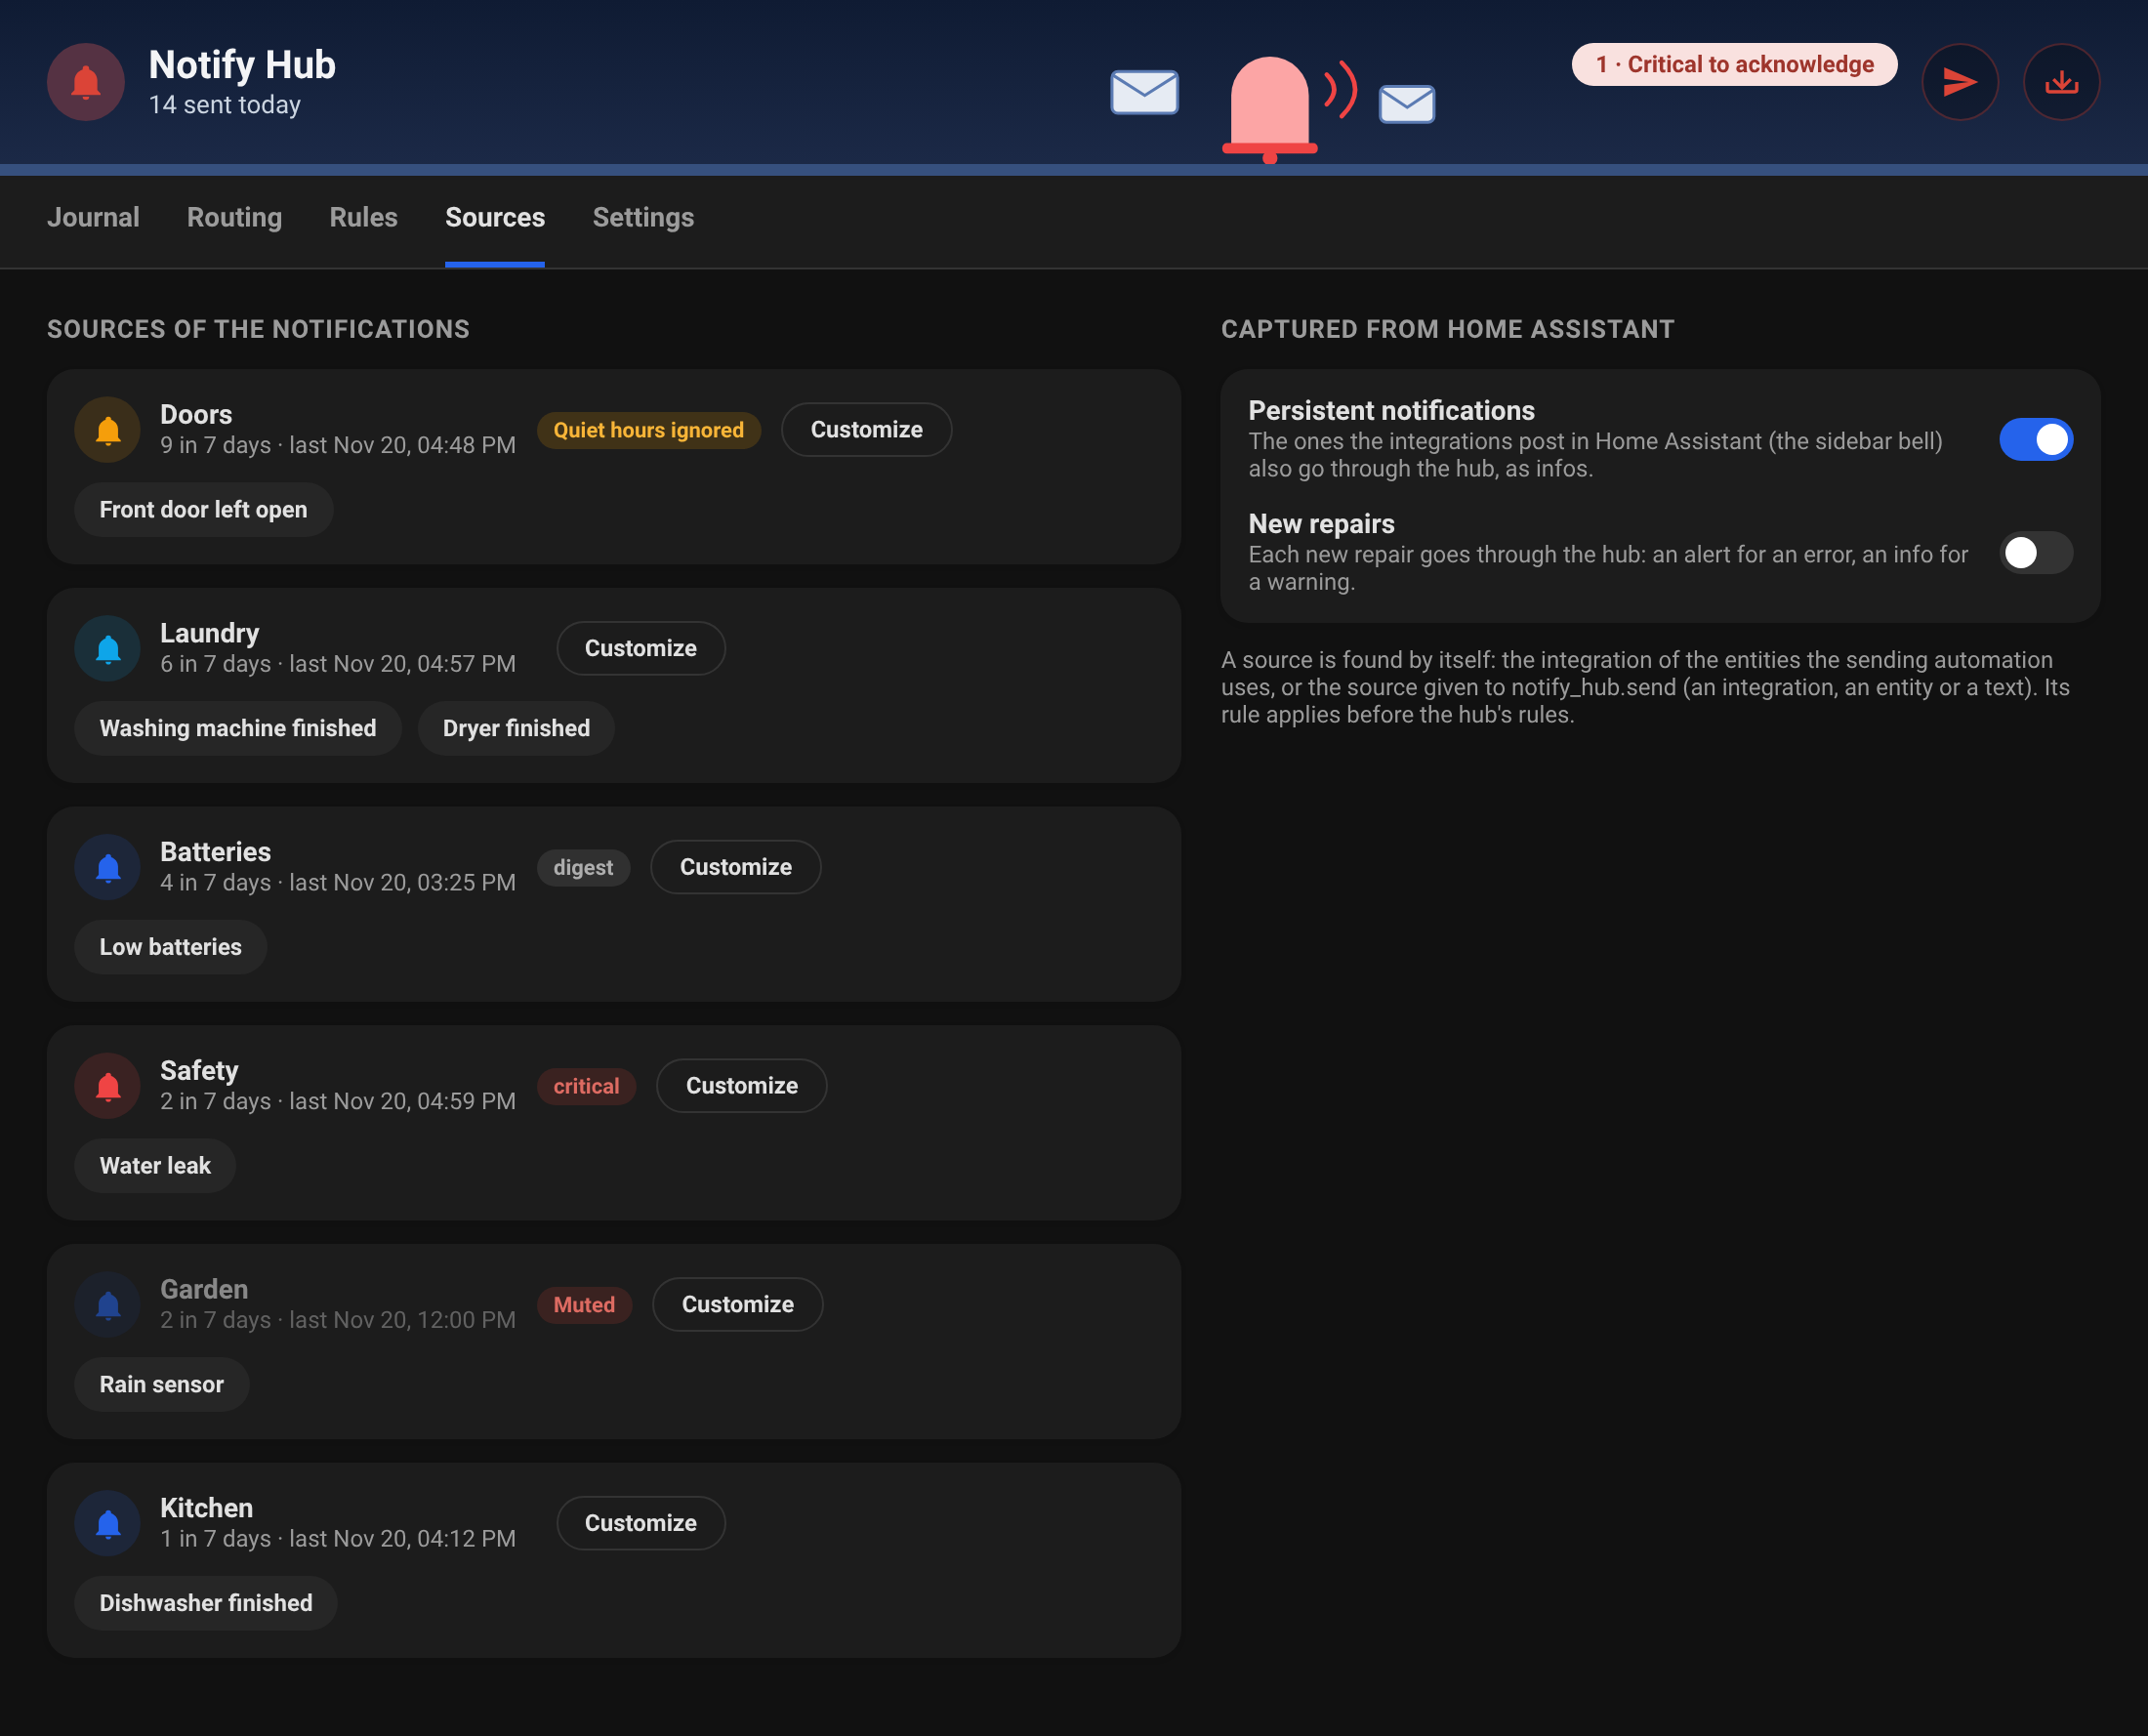 Notify Hub
14 sent today
1 · Critical to acknowledge
Journal
Routing
Rules
Sources
Settings
SOURCES OF THE NOTIFICATIONS
Doors
9 in 7 days · last Nov 20, 04:48 PM
Quiet hours ignored
Customize
Front door left open
Laundry
6 in 7 days · last Nov 20, 04:57 PM
Customize
Washing machine finished
Dryer finished
Batteries
4 in 7 days · last Nov 20, 03:25 PM
digest
Customize
Low batteries
Safety
2 in 7 days · last Nov 20, 04:59 PM
critical
Customize
Water leak
Garden
2 in 7 days · last Nov 20, 12:00 PM
Muted
Customize
Rain sensor
Kitchen
1 in 7 days · last Nov 20, 04:12 PM
Customize
Dishwasher finished
CAPTURED FROM HOME ASSISTANT
Persistent notifications
The ones the integrations post in Home Assistant (the sidebar bell)
also go through the hub, as infos.
New repairs
Each new repair goes through the hub: an alert for an error, an info for
a warning.
A source is found by itself: the integration of the entities the sending automation
uses, or the source given to notify_hub.send (an integration, an entity or a text). Its
rule applies before the hub's rules.